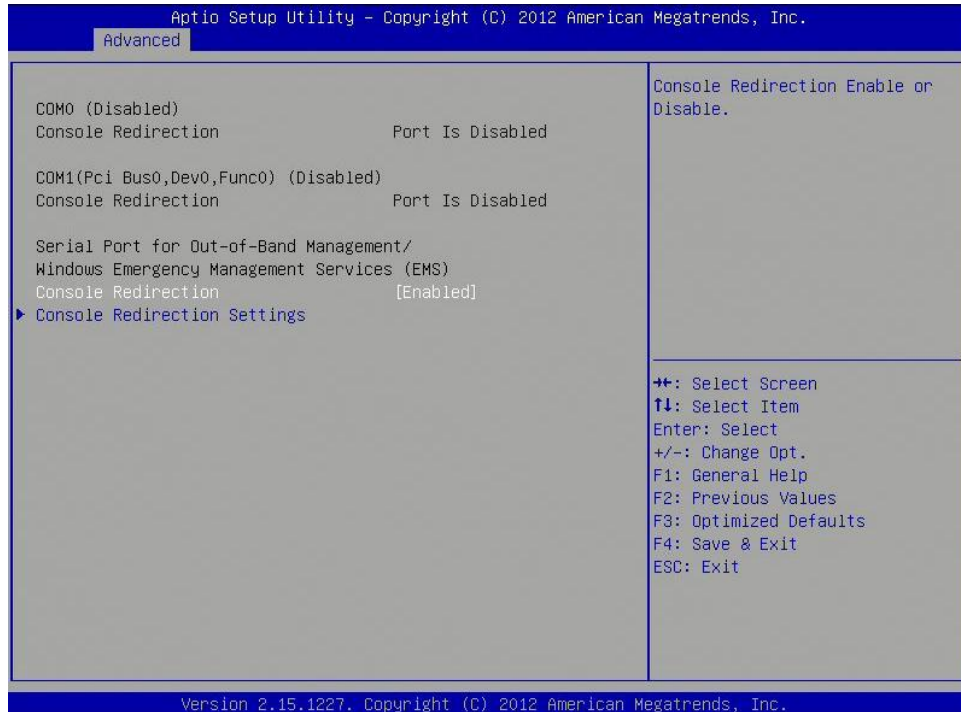 Aptio Setup Utility – Copyright (C) 2012 American Megatrends, Inc.
Advanced
COM0 (Disabled)
Console Redirection Port Is Disabled
COM1(Pci Bus0,Dev0,Func0) (Disabled)
Console Redirection Port Is Disabled
Serial Port for Out-of-Band Management/
Windows Emergency Management Services (EMS)
Console Redirection [Enabled]
▶ Console Redirection Settings
Console Redirection Enable or
Disable.
→←: Select Screen
↑↓: Select Item
Enter: Select
+/-: Change Opt.
F1: General Help
F2: Previous Values
F3: Optimized Defaults
F4: Save & Exit
ESC: Exit
Version 2.15.1227. Copyright (C) 2012 American Megatrends, Inc.